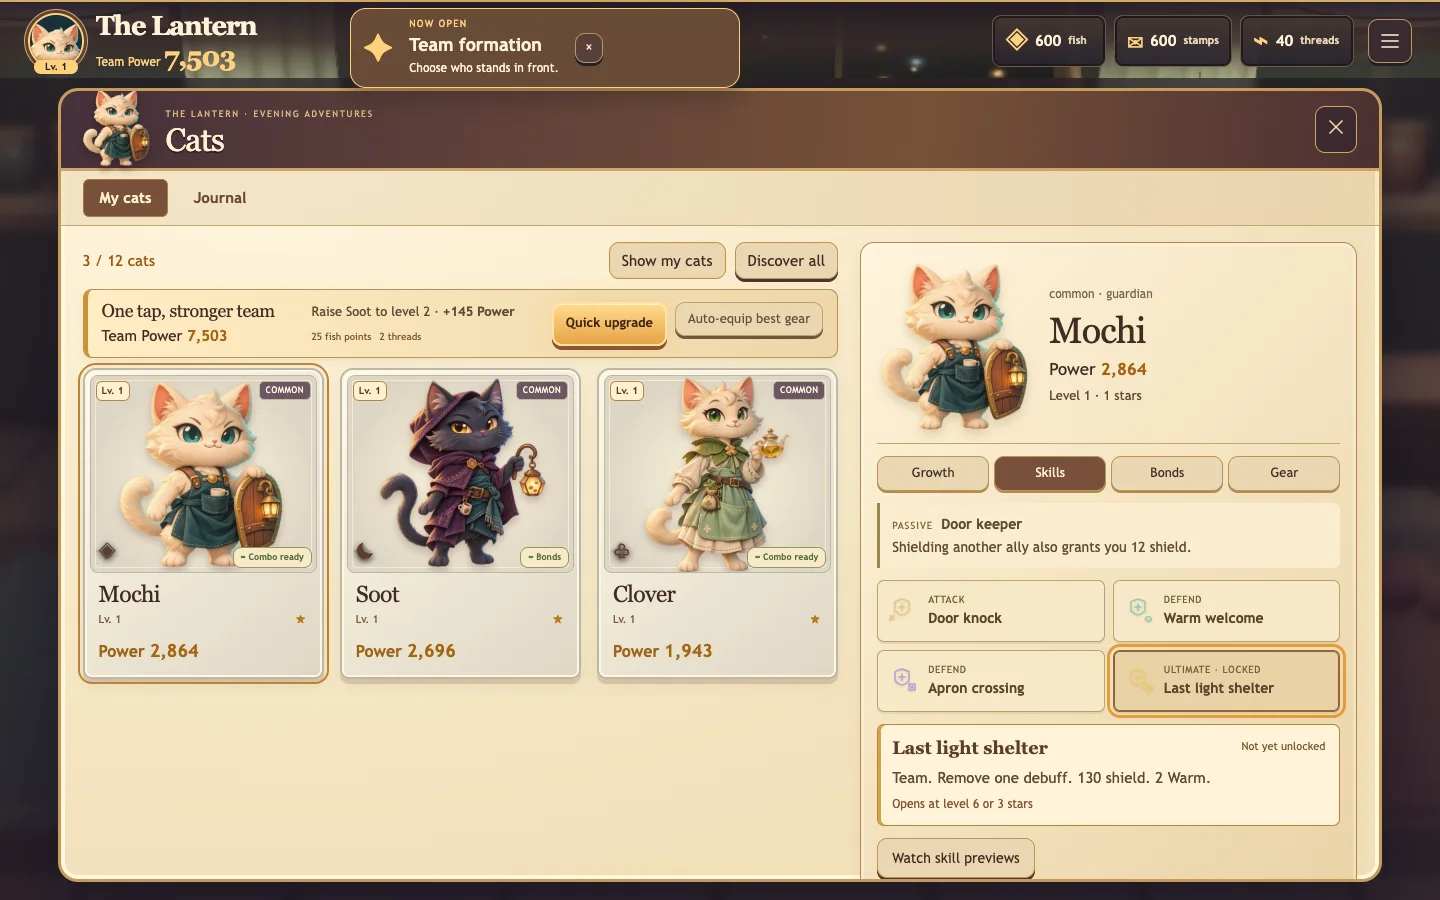 The Lantern
Team Power 7,503
Lv. 1
NOW OPEN
Team formation
Choose who stands in front.
×
600 fish
600 stamps
40 threads
THE LANTERN · EVENING ADVENTURES
Cats
My cats
Journal
3 / 12 cats
Show my cats
Discover all
One tap, stronger team
Team Power 7,503
Raise Soot to level 2 · +145 Power
25 fish points 2 threads
Quick upgrade
Auto-equip best gear
Lv. 1
COMMON
Combo ready
Mochi
Lv. 1
Power 2,864
Lv. 1
COMMON
Bonds
Soot
Lv. 1
Power 2,696
Lv. 1
COMMON
Combo ready
Clover
Lv. 1
Power 1,943
common · guardian
Mochi
Power 2,864
Level 1 · 1 stars
Growth
Skills
Bonds
Gear
PASSIVE Door keeper
Shielding another ally also grants you 12 shield.
ATTACK
Door knock
DEFEND
Warm welcome
DEFEND
Apron crossing
ULTIMATE · LOCKED
Last light shelter
Last light shelter
Not yet unlocked
Team. Remove one debuff. 130 shield. 2 Warm.
Opens at level 6 or 3 stars
Watch skill previews